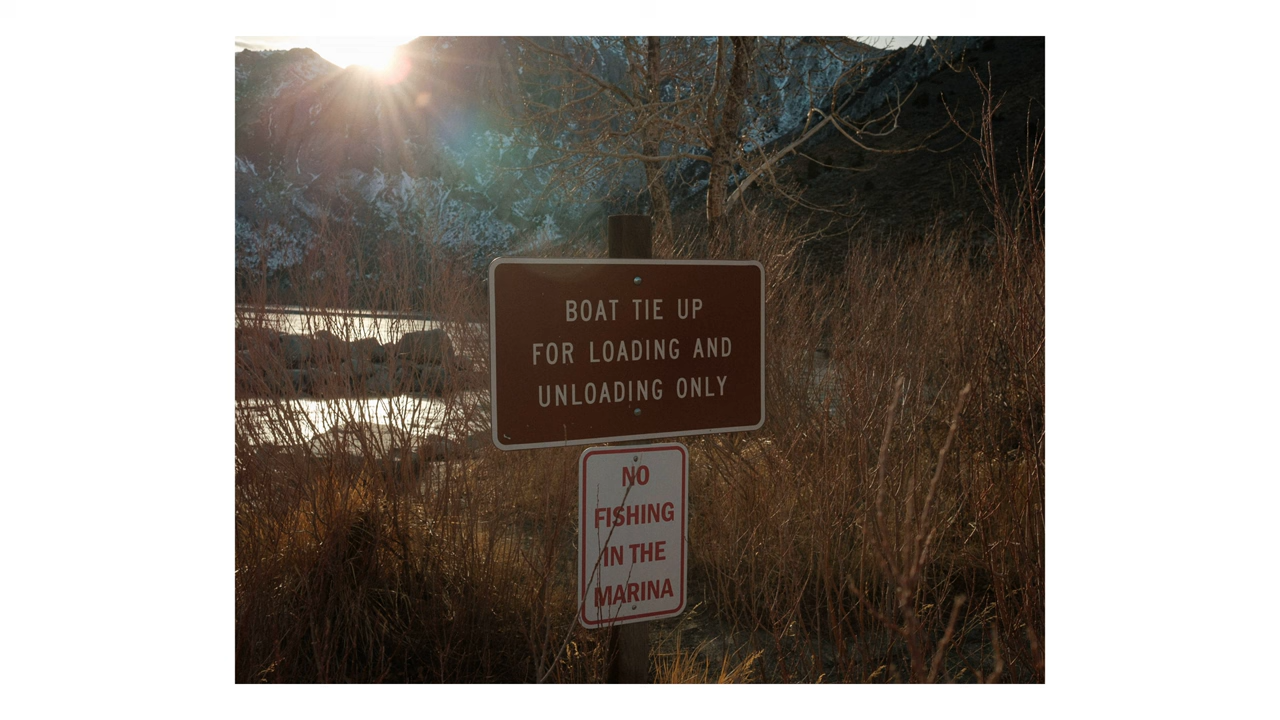 BOAT TIE UP
FOR LOADING AND
UNLOADING ONLY
NO
FISHING
IN THE
MARINA